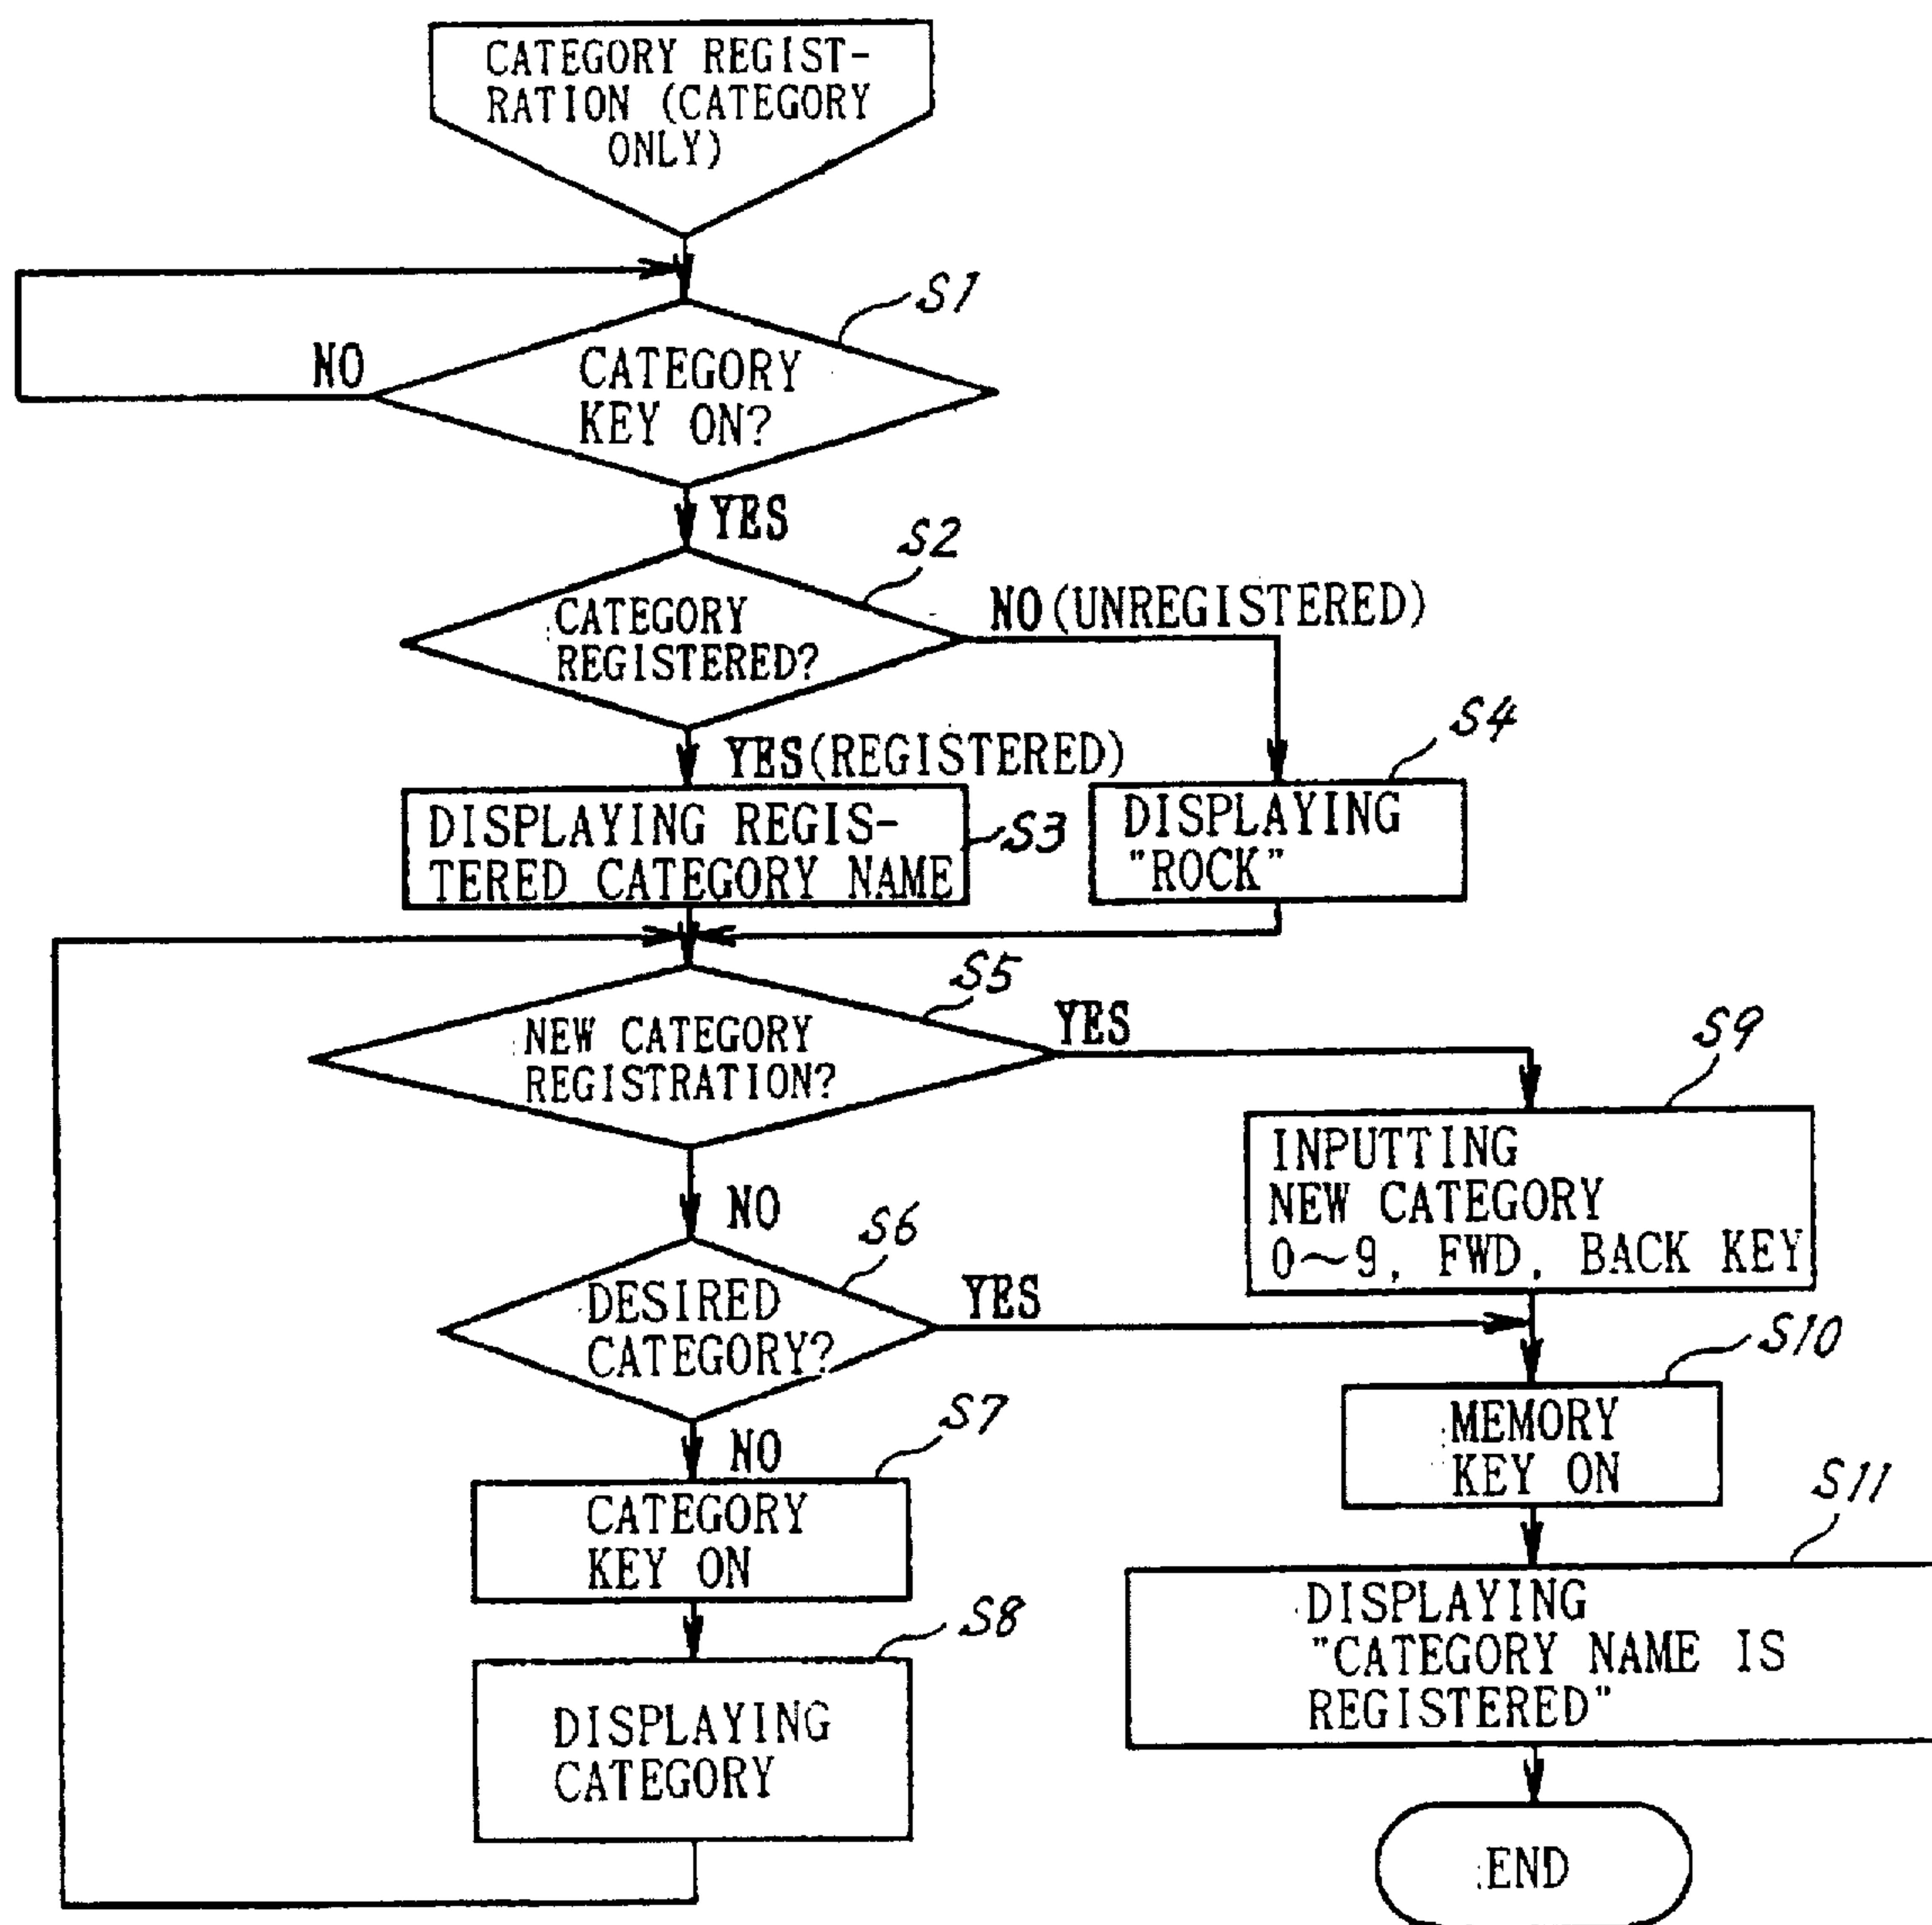 CATEGORY REGIST-
RATION (CATEGORY
ONLY)
S1
NO
CATEGORY
KEY ON?
YES
S2
CATEGORY
REGISTERED?
NO (UNREGISTERED)
YES (REGISTERED)
S4
DISPLAYING REGIS-
TERED CATEGORY NAME
S3
DISPLAYING
"ROCK"
S5
NEW CATEGORY
REGISTRATION?
YES
S9
INPUTTING
NEW CATEGORY
0~9, FWD, BACK KEY
NO
S6
DESIRED
CATEGORY?
YES
S10
MEMORY
KEY ON
NO
S7
CATEGORY
KEY ON
S11
DISPLAYING
"CATEGORY NAME IS
REGISTERED"
S8
DISPLAYING
CATEGORY
END